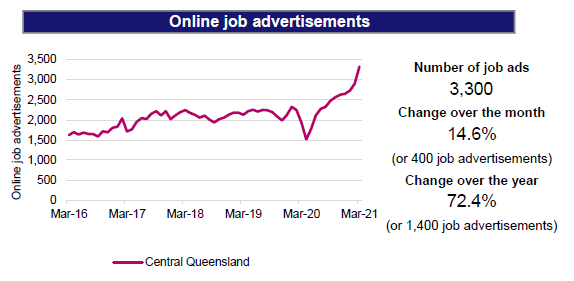 Online job advertisements
Online job advertisements
3,500
3,000
2,500
2,000
1,500
1,000
500
0
Mar-16 Mar-17 Mar-18 Mar-19 Mar-20 Mar-21
Central Queensland
Number of job ads
3,300
Change over the month
14.6%
(or 400 job advertisements)
Change over the year
72.4%
(or 1,400 job advertisements)